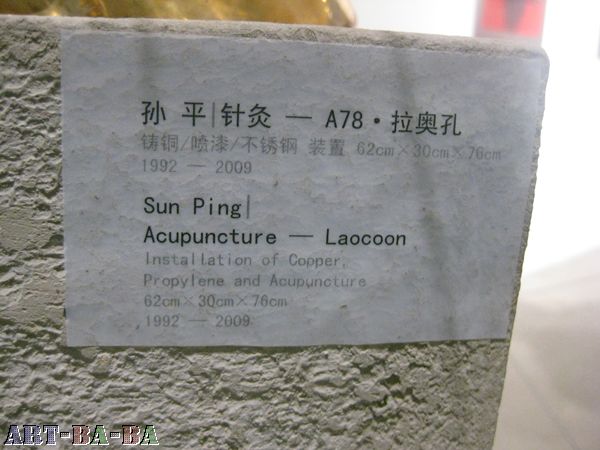 孙 平|针灸 — A78·拉奥孔
铸铜/喷漆/不锈钢 装置 62cm×30cm×76cm
1992 — 2009
Sun Ping|
Acupuncture — Laocoon
Installation of Copper,
Propylene and Acupuncture
62cm×30cm×76cm
1992 — 2009
ART-BA-BA